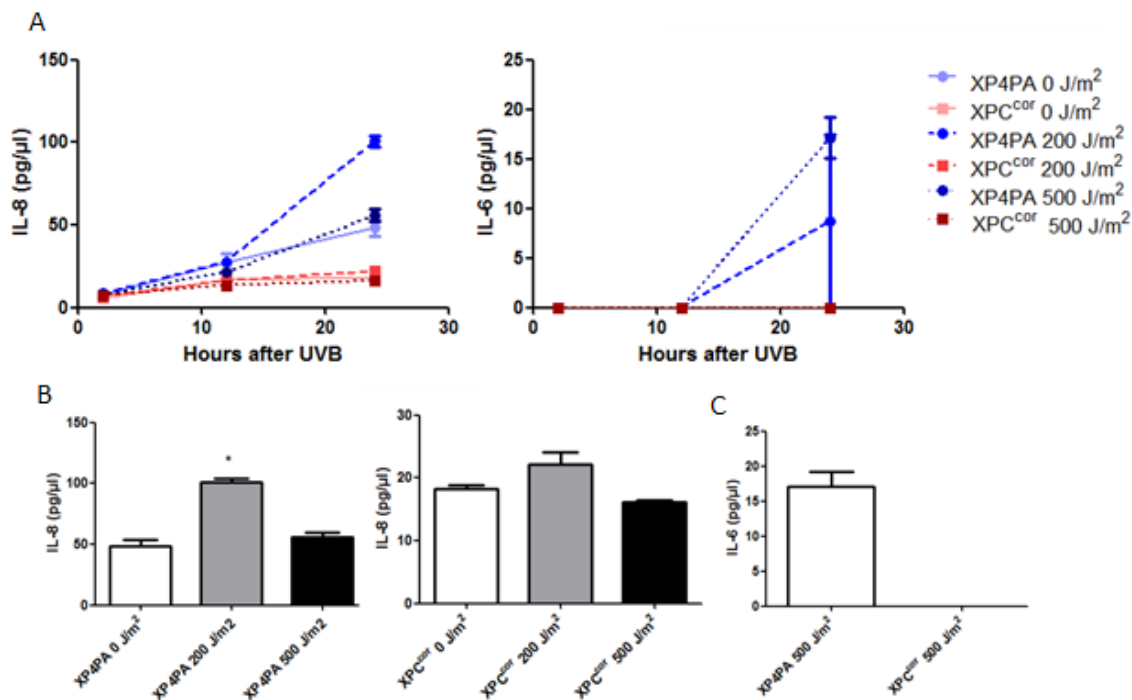 A
IL-8 (pg/µl)
150
100
50
0
0
10
20
30
Hours after UVB
IL-6 (pg/µl)
25
20
15
10
5
0
0
10
20
30
Hours after UVB
XP4PA 0 J/m²
XPCᶜᵒʳ 0 J/m²
XP4PA 200 J/m²
XPCᶜᵒʳ 200 J/m²
XP4PA 500 J/m²
XPCᶜᵒʳ 500 J/m²
B
IL-8 (pg/µl)
150
100
50
0
*
XP4PA 0 J/m²
XP4PA 200 J/m2
XP4PA 500 J/m2
IL-8 (pg/µl)
30
20
10
0
XPCᶜᵒʳ 0 J/m²
XPCᶜᵒʳ 200 J/m²
XPCᶜᵒʳ 500 J/m²
C
IL-6 (pg/µl)
25
20
15
10
5
0
XP4PA 500 J/m²
XPCᶜᵒʳ 500 J/m²